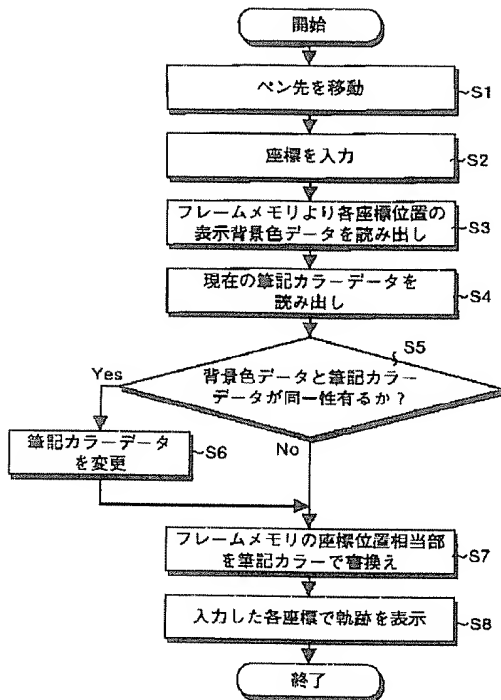 開始
ペン先を移動
~S1
座標を入力
~S2
フレームメモリより各座標位置の
表示背景色データを読み出し
~S3
現在の筆記カラーデータを
読み出し
~S4
S5
背景色データと筆記カラー
データが同一性有るか？
Yes
No
筆記カラーデータ
を変更
~S6
フレームメモリの座標位置相当部
を筆記カラーで書換え
~S7
入力した各座標で軌跡を表示
~S8
終了